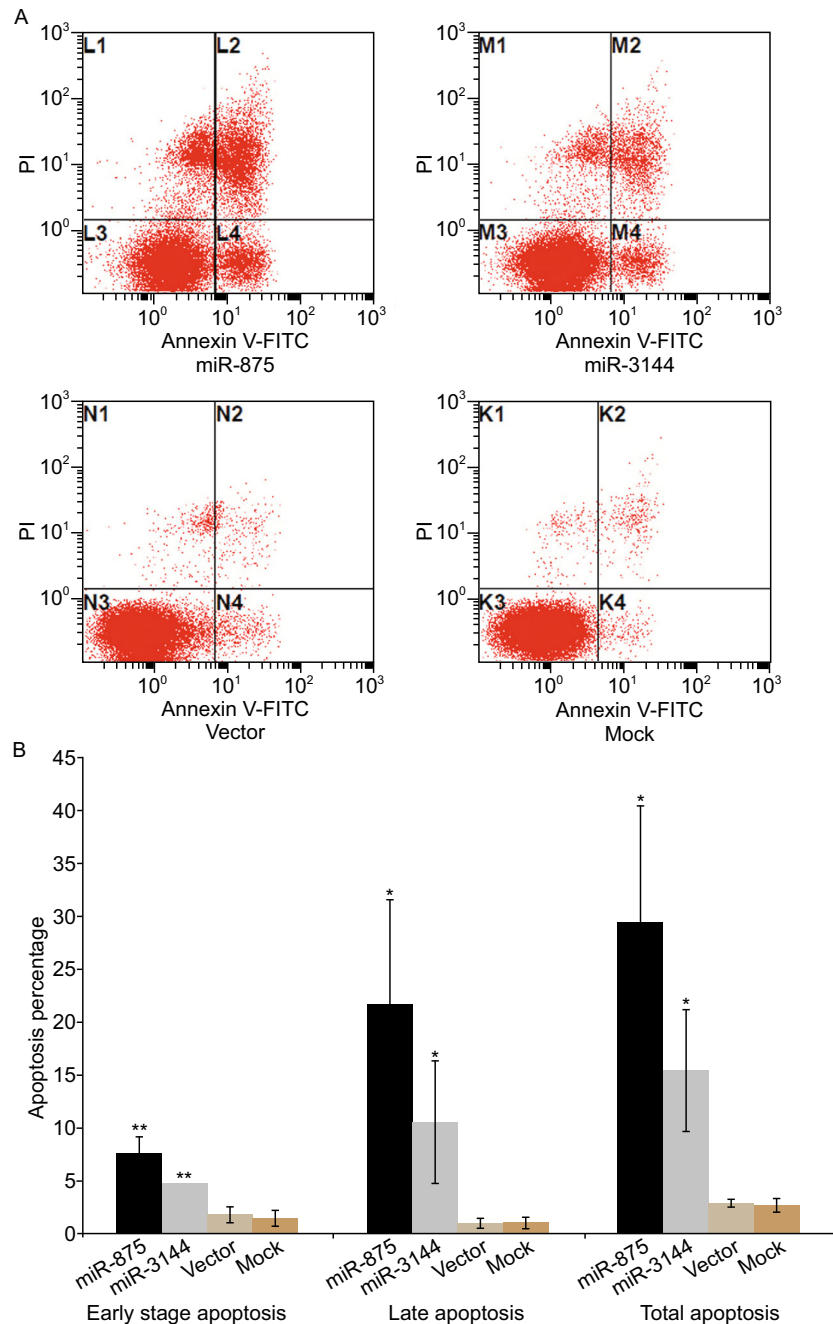 A
L1 L2
L3 L4
PI
10³
10²
10¹
10⁰
10⁰ 10¹ 10² 10³
Annexin V-FITC
miR-875
M1 M2
M3 M4
PI
10³
10²
10¹
10⁰
10⁰ 10¹ 10² 10³
Annexin V-FITC
miR-3144
N1 N2
N3 N4
PI
10³
10²
10¹
10⁰
10⁰ 10¹ 10² 10³
Annexin V-FITC
Vector
K1 K2
K3 K4
PI
10³
10²
10¹
10⁰
10⁰ 10¹ 10² 10³
Annexin V-FITC
Mock
B
Apoptosis percentage
45
40
35
30
25
20
15
10
5
0
** ** * * * *
miR-875 miR-3144 Vector Mock miR-875 miR-3144 Vector Mock miR-875 miR-3144 Vector Mock
Early stage apoptosis Late apoptosis Total apoptosis